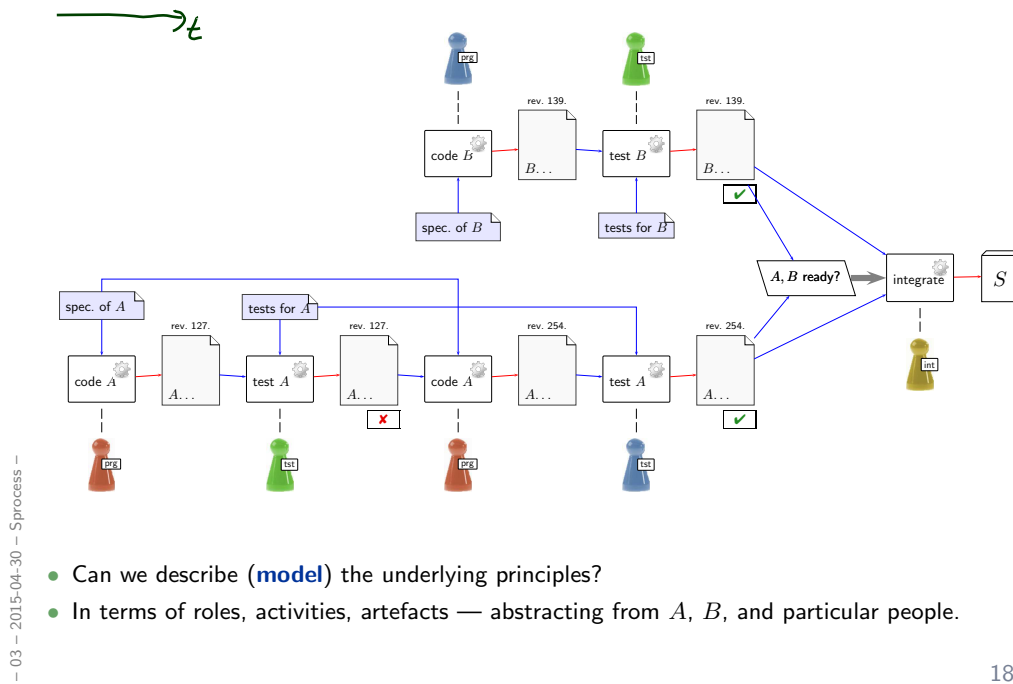 t
prg
tst
rev. 139.
rev. 139.
code B
B...
test B
B...
✔
spec. of B
tests for B
A, B ready?
integrate
S
spec. of A
tests for A
rev. 127.
rev. 127.
rev. 254.
rev. 254.
code A
A...
test A
A...
code A
A...
test A
A...
✘
✔
int
prg
tst
prg
tst
– 03 – 2015-04-30 – Sprocess –
• Can we describe (model) the underlying principles?
• In terms of roles, activities, artefacts — abstracting from A, B, and particular people.
18